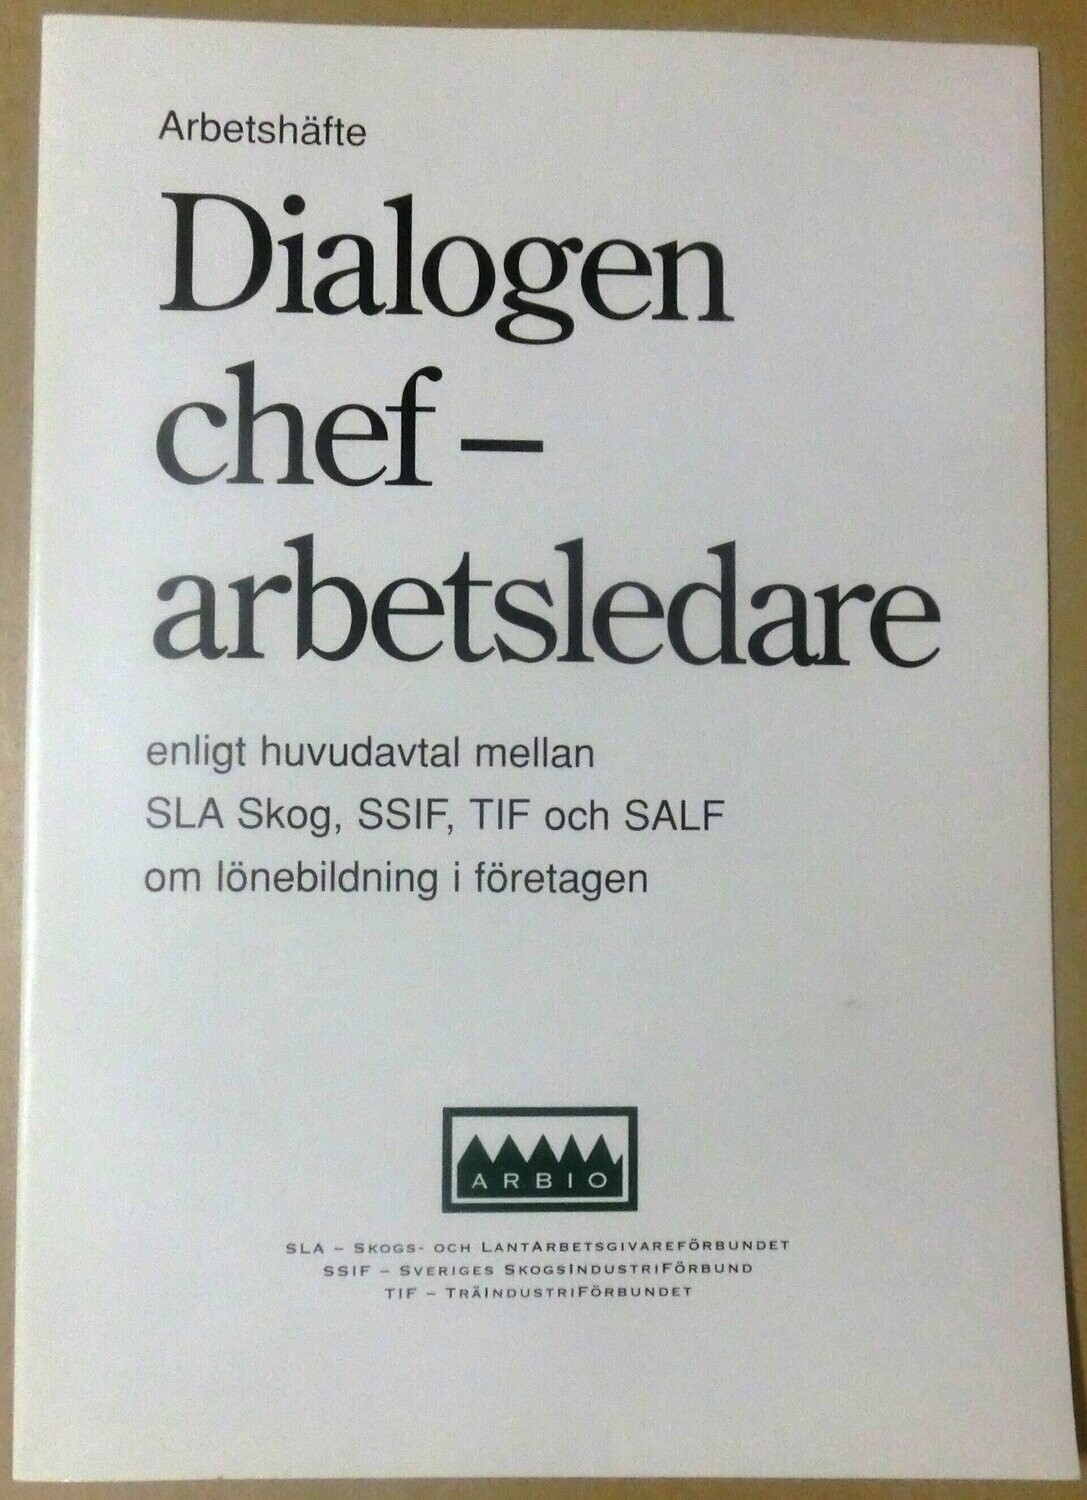 Arbetshäfte
Dialogen
chef –
arbetsledare
enligt huvudavtal mellan
SLA Skog, SSIF, TIF och SALF
om lönebildning i företagen
ARBIO
SLA – SKOGS- OCH LANTARBETSGIVAREFÖRBUNDET
SSIF – SVERIGES SKOGSINDUSTRIFÖRBUND
TIF – TRÄINDUSTRIFÖRBUNDET